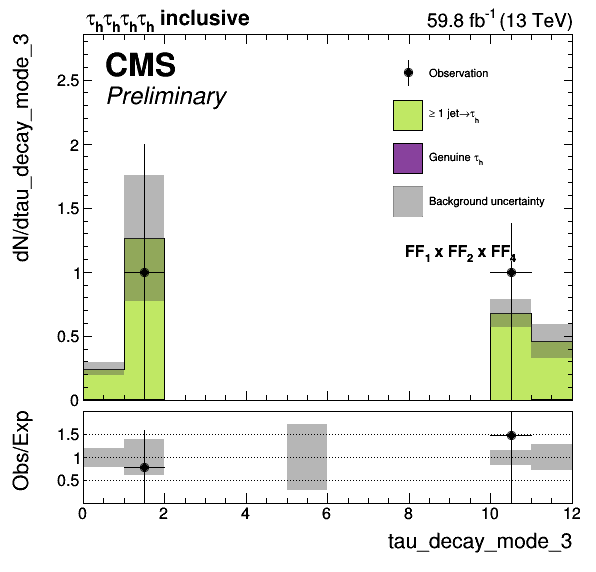 τhτhτhτh inclusive
59.8 fb-1 (13 TeV)
CMS
Preliminary
Observation
≥ 1 jet→τh
Genuine τh
Background uncertainty
FF1 x FF2 x FF4
dN/dtau_decay_mode_3
2.5
2
1.5
1
0.5
0
Obs/Exp
1.5
1
0.5
0 2 4 6 8 10 12
tau_decay_mode_3